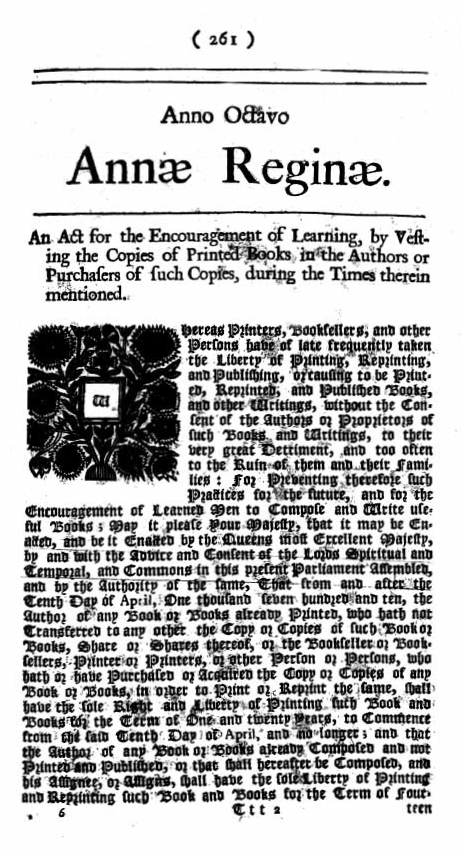 ( 261 )
Anno Octavo
Annæ Reginæ.
An Act for the Encouragement of Learning, by Veſt-
ing the Copies of Printed Books in the Authors or
Purchaſers of ſuch Copies, during the Times therein
mentioned.
Whereas Printers, Bookſellers, and other
Perſons have of late frequently taken
the Liberty of Printing, Reprinting,
and Publiſhing, or cauſing to be Print-
ed, Reprinted, and Publiſhed Books,
and other Writings, without the Con-
ſent of the Authors or Proprietors of
ſuch Books and Writings, to their
very great Detriment, and too often
to the Ruin of them and their Fami-
lies : For Preventing therefore ſuch
Practices for the future, and for the
Encouragement of Learned Men to Compoſe and Write uſe-
ful Books ; May it pleaſe Your Majeſty, that it may be En-
acted, and be it Enacted by the Queens moſt Excellent Majeſty,
by and with the Advice and Conſent of the Lords Spiritual and
Temporal, and Commons in this preſent Parliament Aſſembled,
and by the Authority of the ſame, That from and after the
Tenth Day of April, One thouſand ſeven hundred and ten, the
Author of any Book or Books already Printed, who hath not
Transferred to any other the Copy or Copies of ſuch Book or
Books, Share or Shares thereof, or the Bookſeller or Book-
ſellers, Printer or Printers, or other Perſon or Perſons, who
hath or have Purchaſed or Acquired the Copy or Copies of any
Book or Books, in order to Print or Reprint the ſame, ſhall
have the ſole Right and Liberty of Printing ſuch Book and
Books for the Term of One and twenty Years, to Commence
from the ſaid Tenth Day of April, and no longer ; and that
the Author of any Book or Books already Compoſed and not
Printed and Publiſhed, or that ſhall hereafter be Compoſed, and
his Aſſignee, or Aſſigns, ſhall have the ſole Liberty of Printing
and Reprinting ſuch Book and Books for the Term of Four-
6 Ttt 2 teen